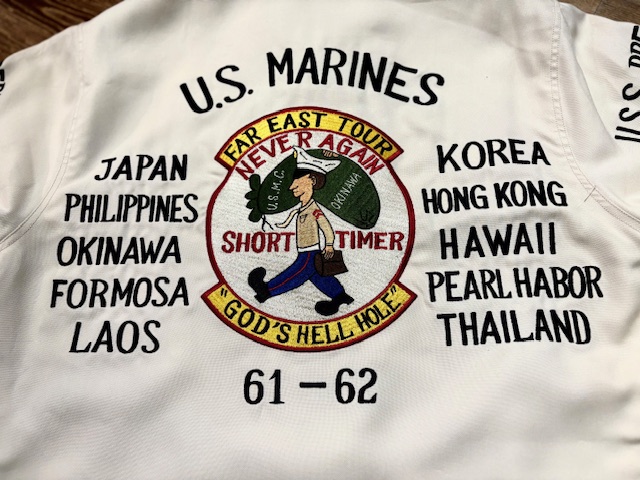 U.S. MARINES
FAR EAST TOUR
NEVER AGAIN
U.S.M.C.
OKINAWA
SHORT TIMER
"GOD'S HELL HOLE"
JAPAN
PHILIPPINES
OKINAWA
FORMOSA
LAOS
KOREA
HONG KONG
HAWAII
PEARL HABOR
THAILAND
61-62
U.S.S.